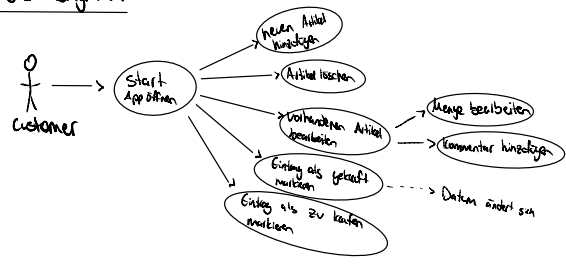 customer
Start
App öffnen
neuen Artikel
hinzufügen
Artikel löschen
vorhandenen Artikel
bearbeiten
Menge bearbeiten
Kommentar hinzufügen
Eintrag als gekauft
markieren
Datum ändert sich
Eintrag als zu kaufen
markieren